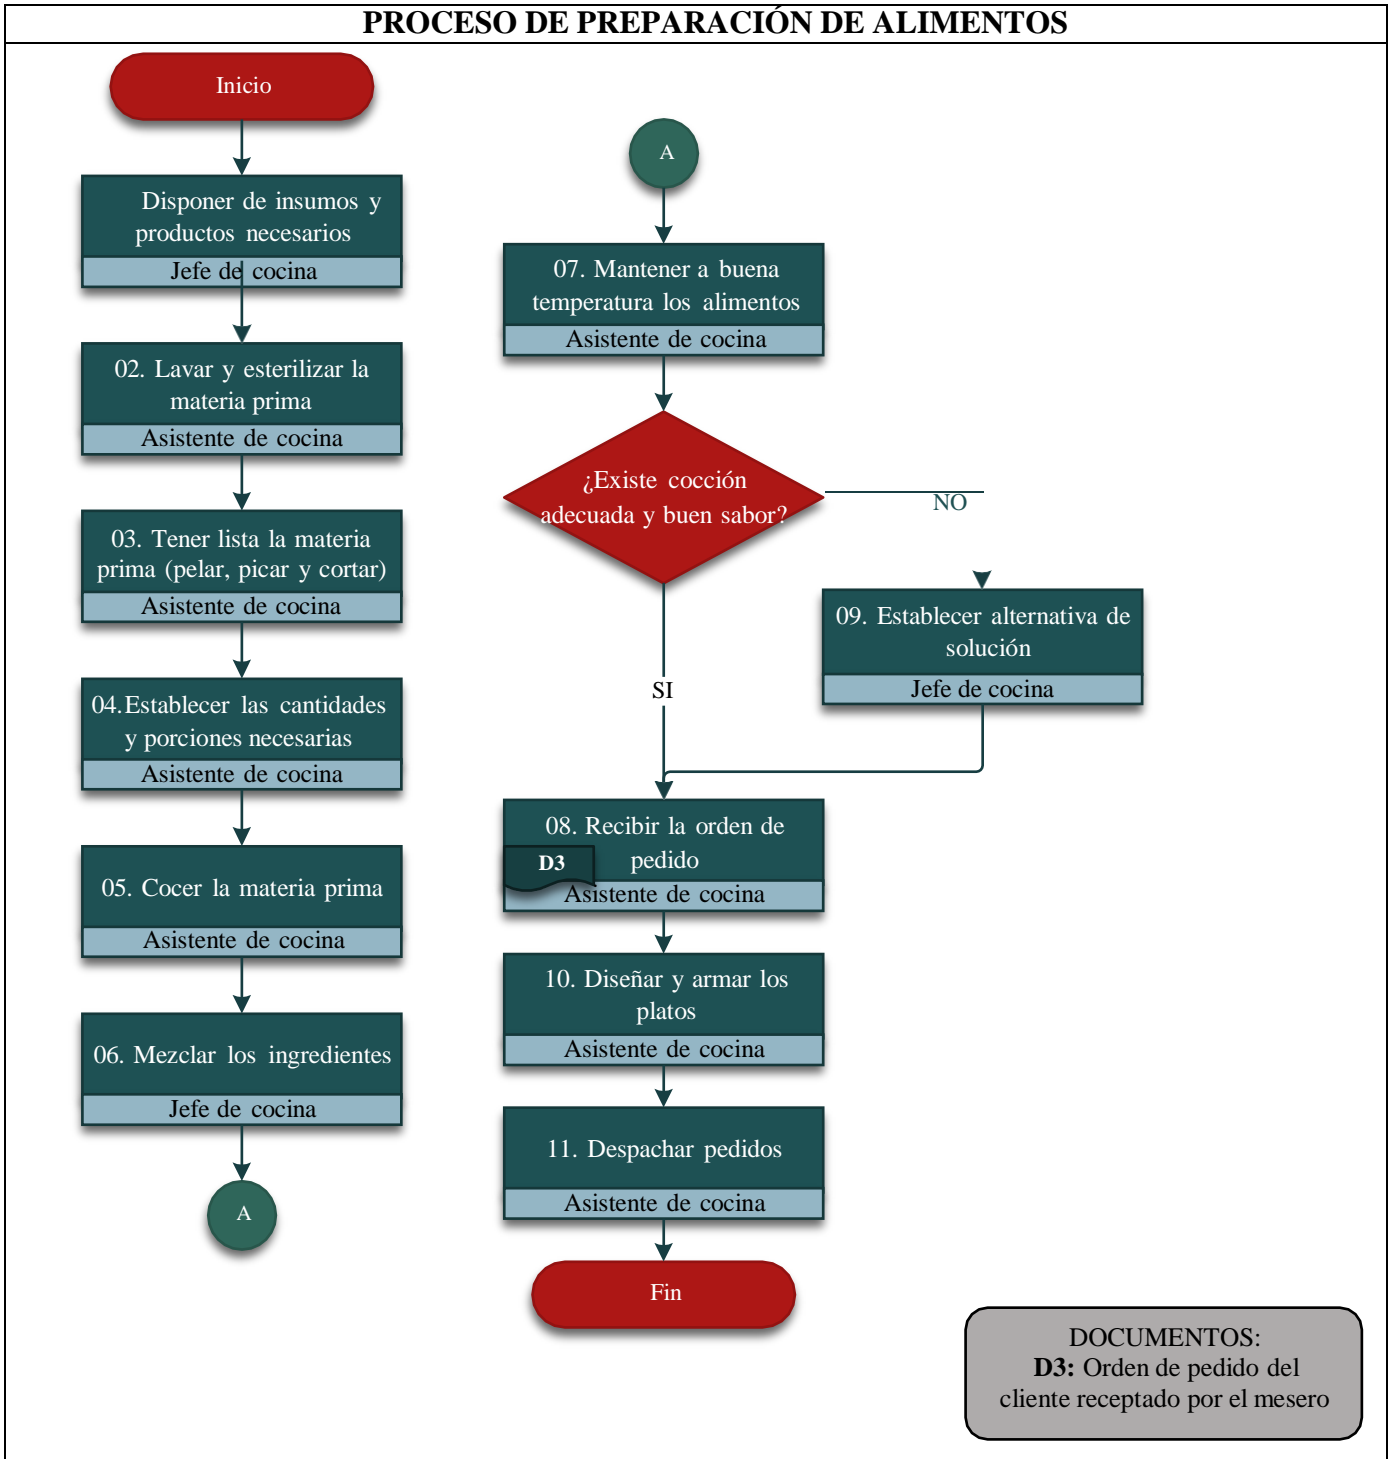 PROCESO DE PREPARACIÓN DE ALIMENTOS
Inicio
Disponer de insumos y
productos necesarios
Jefe de cocina
02. Lavar y esterilizar la
materia prima
Asistente de cocina
03. Tener lista la materia
prima (pelar, picar y cortar)
Asistente de cocina
04.Establecer las cantidades
y porciones necesarias
Asistente de cocina
05. Cocer la materia prima
Asistente de cocina
06. Mezclar los ingredientes
Jefe de cocina
A
A
07. Mantener a buena
temperatura los alimentos
Asistente de cocina
¿Existe cocción
adecuada y buen sabor?
NO
09. Establecer alternativa de
solución
Jefe de cocina
SI
08. Recibir la orden de
pedido
D3
Asistente de cocina
10. Diseñar y armar los
platos
Asistente de cocina
11. Despachar pedidos
Asistente de cocina
Fin
DOCUMENTOS:
D3: Orden de pedido del
cliente receptado por el mesero